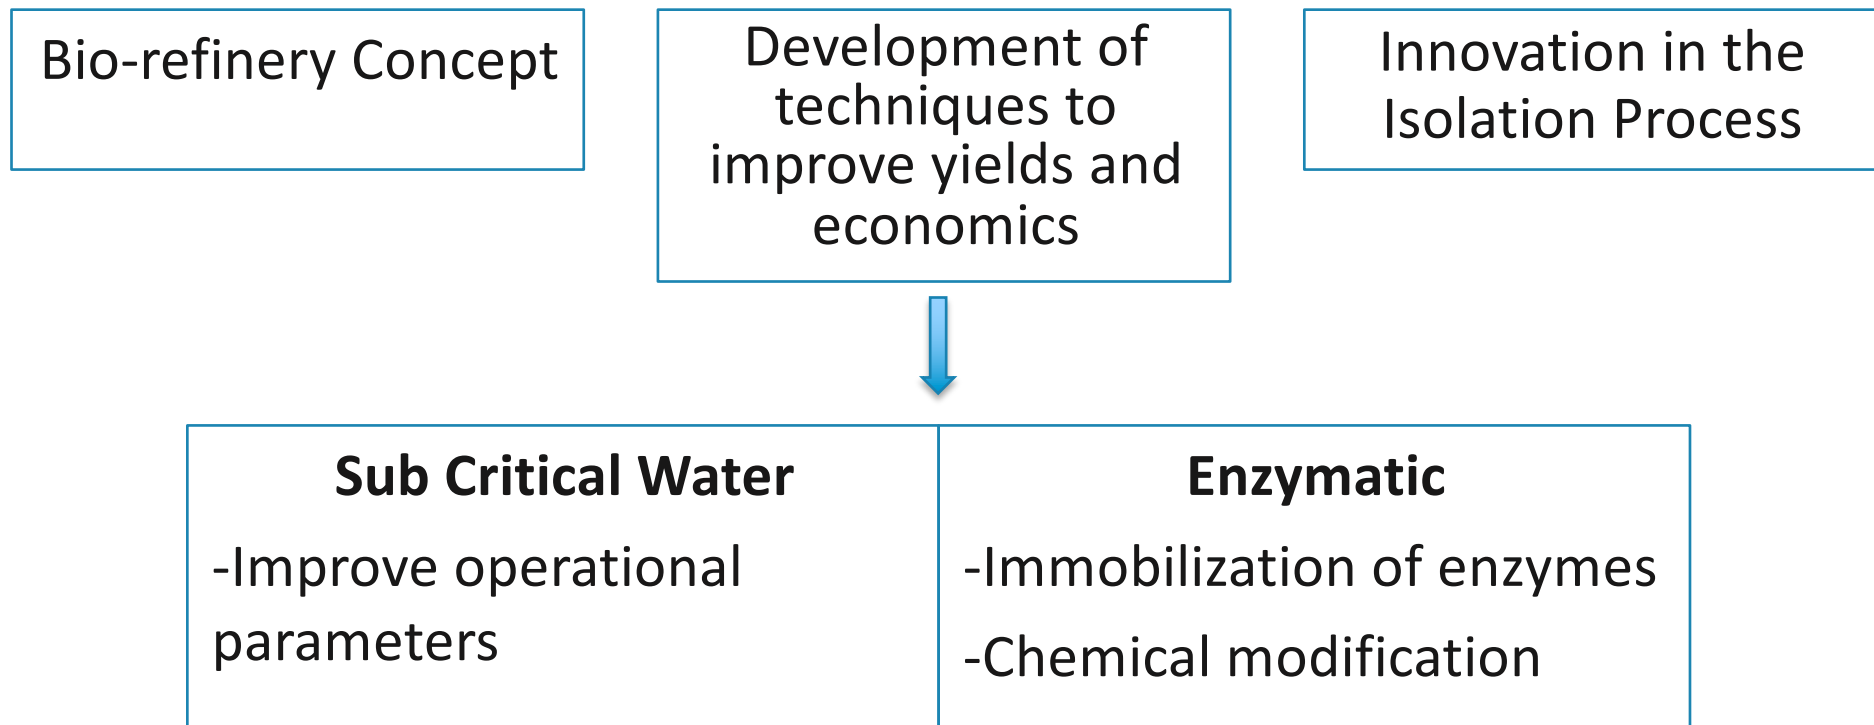 Bio-refinery Concept
Development of
techniques to
improve yields and
economics
Innovation in the
Isolation Process
Sub Critical Water
-Improve operational
parameters
Enzymatic
-Immobilization of enzymes
-Chemical modification